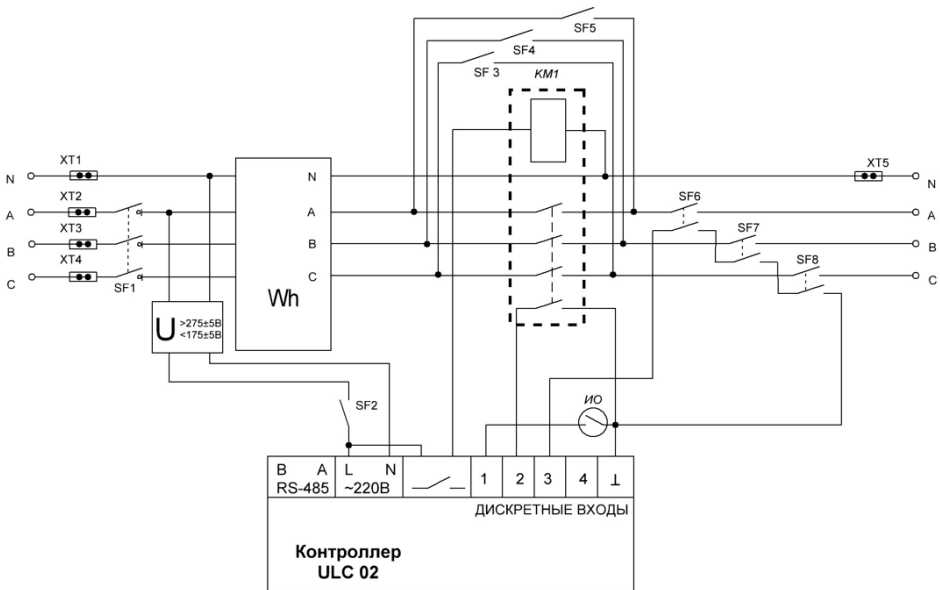 SF5
SF4
SF 3
KM1
XT1
XT5
N
N
N
XT2
SF6
A
A
A
XT3
SF7
B
B
B
XT4
SF8
C
C
C
SF1
Wh
U >275±5В
<175±5В
SF2
ИО
B A L N
RS-485 ~220В
1 2 3 4 ⊥
ДИСКРЕТНЫЕ ВХОДЫ
Контроллер
ULC 02